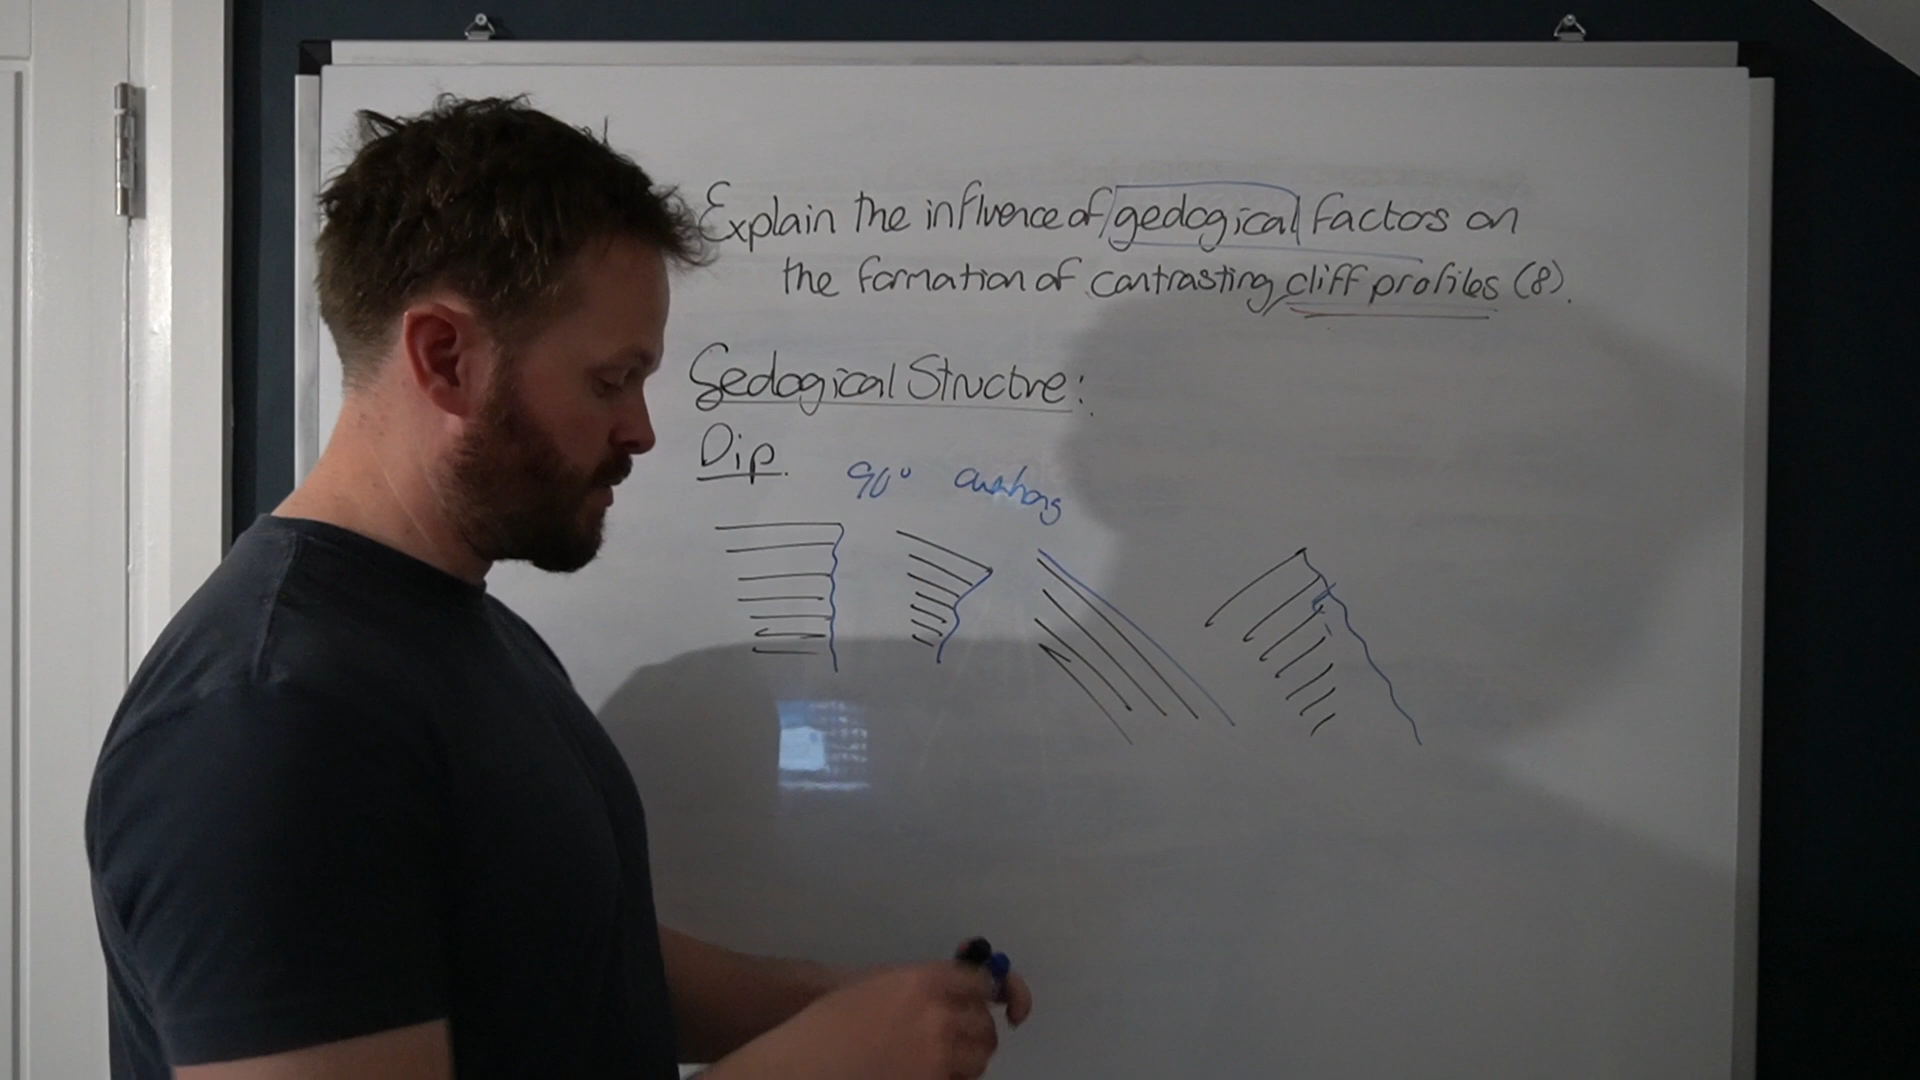 Explain the influence of geological factors on
the formation of contrasting cliff profiles (8).
Geological Structure:
Dip.
90°